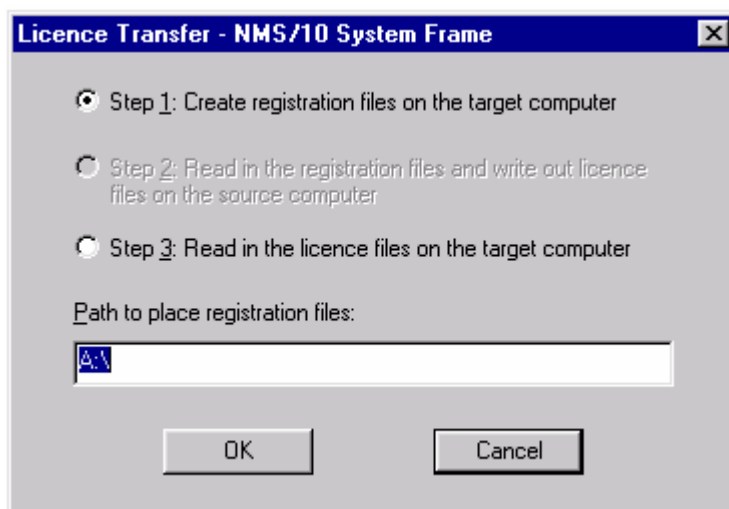 Licence Transfer - NMS/10 System Frame
Step 1: Create registration files on the target computer
Step 2: Read in the registration files and write out licence
files on the source computer
Step 3: Read in the licence files on the target computer
Path to place registration files:
A:\
OK
Cancel